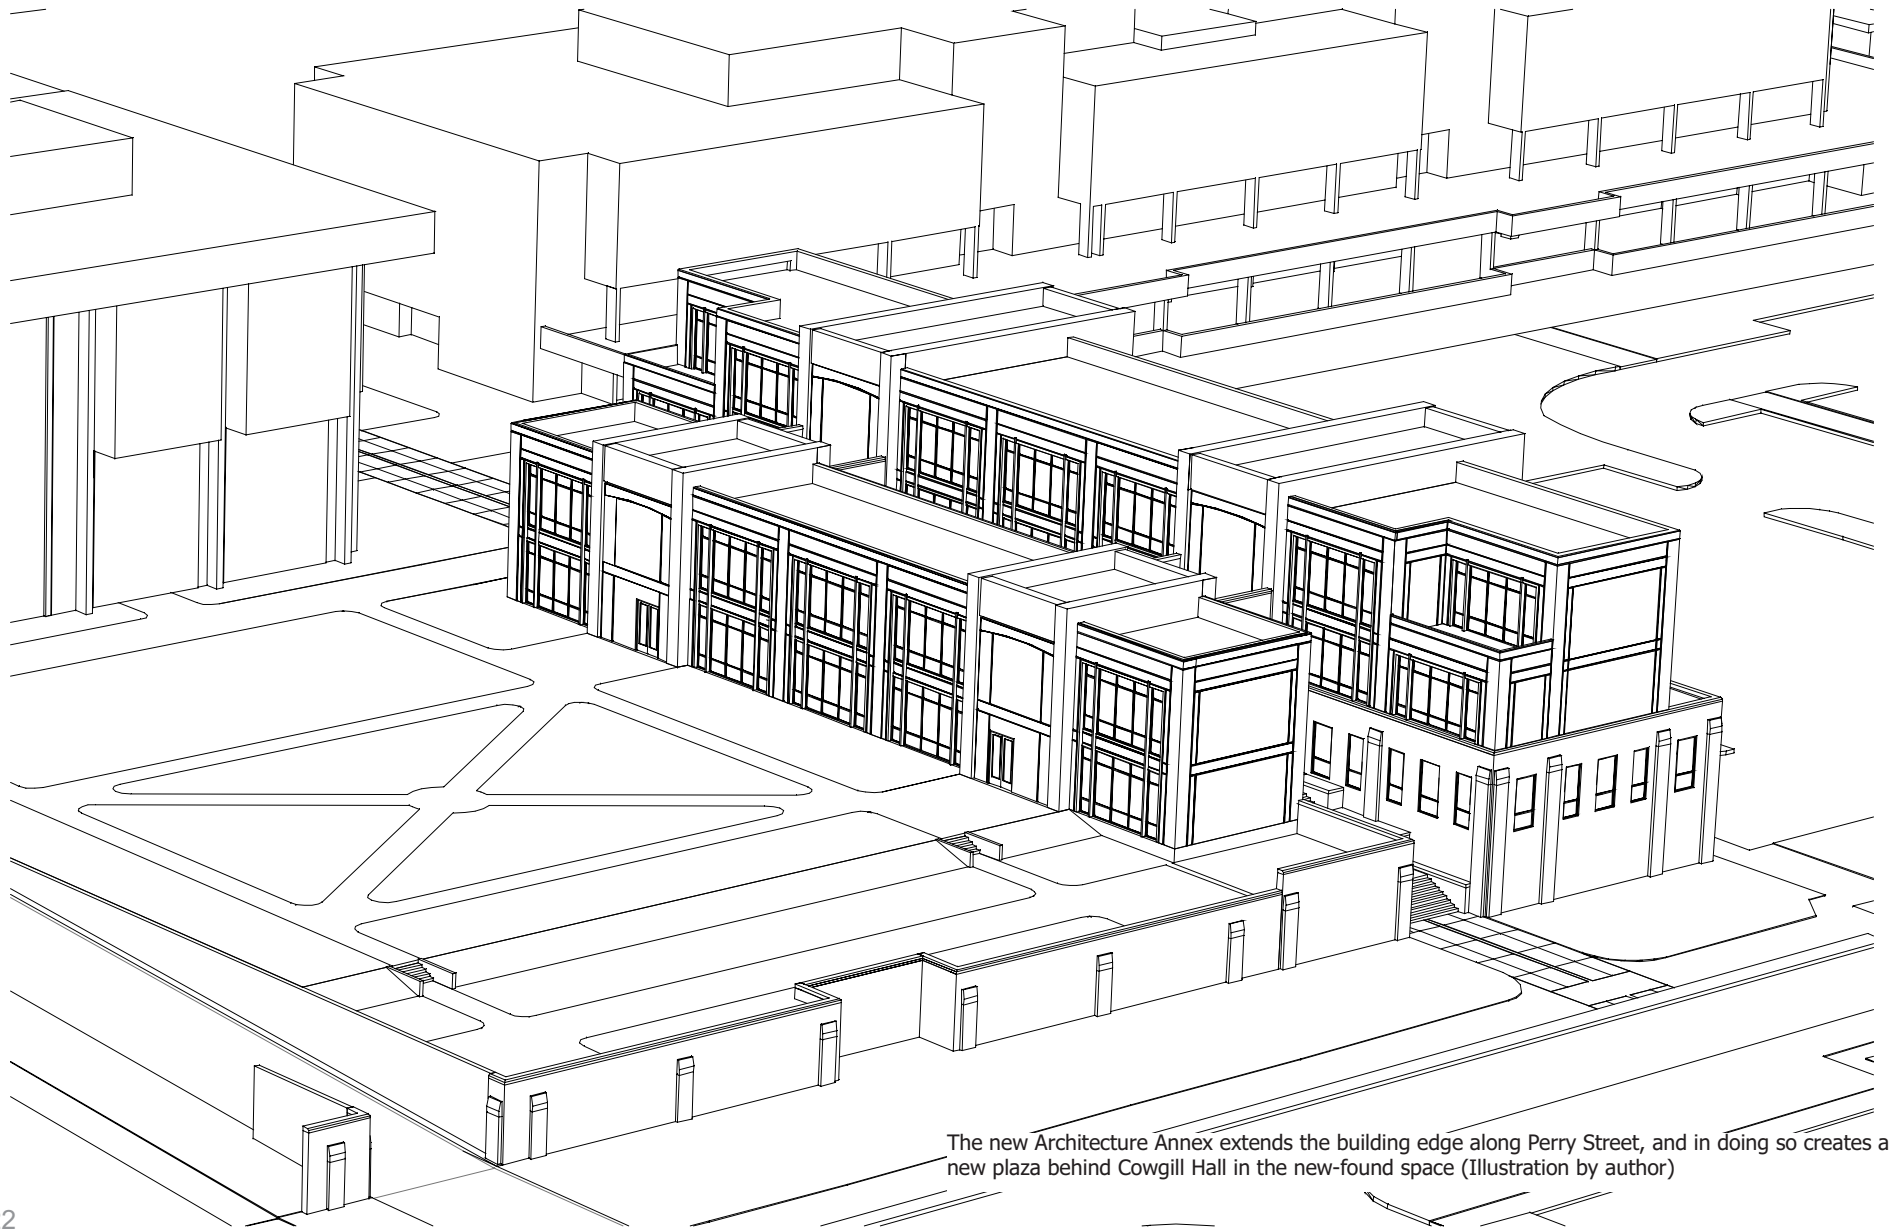 The new Architecture Annex extends the building edge along Perry Street, and in doing so creates a
new plaza behind Cowgill Hall in the new-found space (Illustration by author)
2